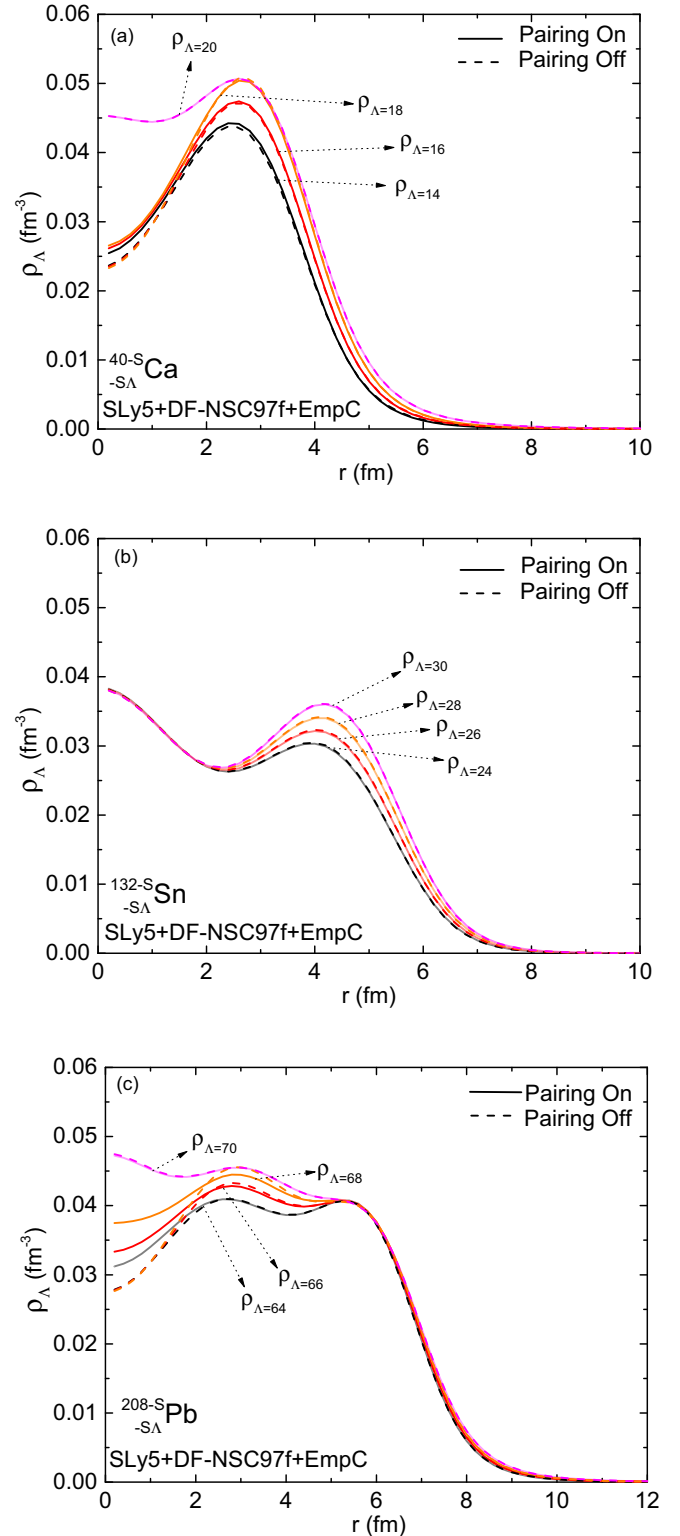 (a)
ρΛ=20
Pairing On
Pairing Off
ρΛ=18
ρΛ=16
ρΛ=14
ρΛ (fm⁻³)
0.06
0.05
0.04
0.03
0.02
0.01
0.00
⁴⁰⁻ˢ₋SΛCa
SLy5+DF-NSC97f+EmpC
0 2 4 6 8 10
r (fm)
(b)
Pairing On
Pairing Off
ρΛ=30
ρΛ=28
ρΛ=26
ρΛ=24
ρΛ (fm⁻³)
0.06
0.05
0.04
0.03
0.02
0.01
0.00
¹³²⁻ˢ₋SΛSn
SLy5+DF-NSC97f+EmpC
0 2 4 6 8 10
r (fm)
(c)
Pairing On
Pairing Off
ρΛ=70
ρΛ=68
ρΛ=66
ρΛ=64
ρΛ (fm⁻³)
0.06
0.05
0.04
0.03
0.02
0.01
0.00
²⁰⁸⁻ˢ₋SΛPb
SLy5+DF-NSC97f+EmpC
0 2 4 6 8 10 12
r (fm)